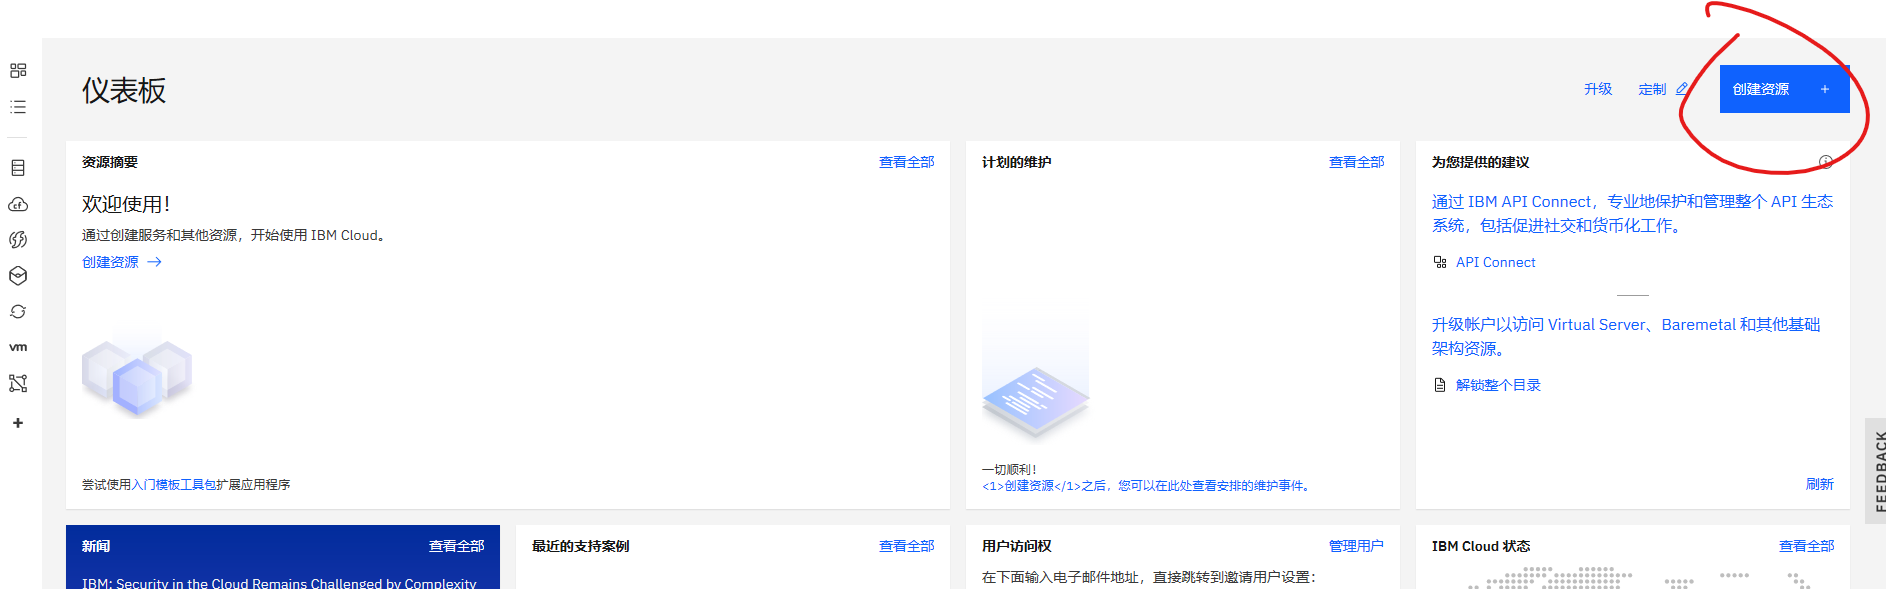 仪表板
升级
定制
创建资源 +
资源摘要
查看全部
欢迎使用！
通过创建服务和其他资源，开始使用 IBM Cloud。
创建资源 →
尝试使用入门模板工具包扩展应用程序
计划的维护
查看全部
一切顺利！
<1>创建资源</1>之后，您可以在此处查看安排的维护事件。
为您提供的建议
通过 IBM API Connect，专业地保护和管理整个 API 生态
系统，包括促进社交和货币化工作。
API Connect
升级帐户以访问 Virtual Server、Baremetal 和其他基础
架构资源。
解锁整个目录
刷新
FEEDBACK
cf
vm
新闻
查看全部
IBM: Security in the Cloud Remains Challenged by Complexity
最近的支持案例
查看全部
用户访问权
管理用户
在下面输入电子邮件地址，直接跳转到邀请用户设置：
IBM Cloud 状态
查看全部